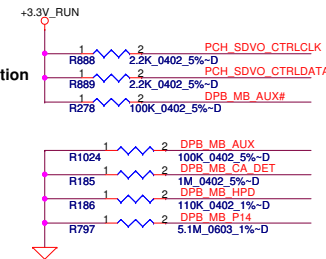 +3.3V_RUN
1 2 PCH_SDVO_CTRLCLK
R888 2.2K_0402_5%~D
tion
1 2 PCH_SDVO_CTRLDATA
R889 2.2K_0402_5%~D
1 2 DPB_MB_AUX#
R278 100K_0402_5%~D
1 2 DPB_MB_AUX
R1024 100K_0402_5%~D
1 2 DPB_MB_CA_DET
R185 1M_0402_5%~D
1 2 DPB_MB_HPD
R186 110K_0402_1%~D
1 2 DPB_MB_P14
R797 5.1M_0603_1%~D